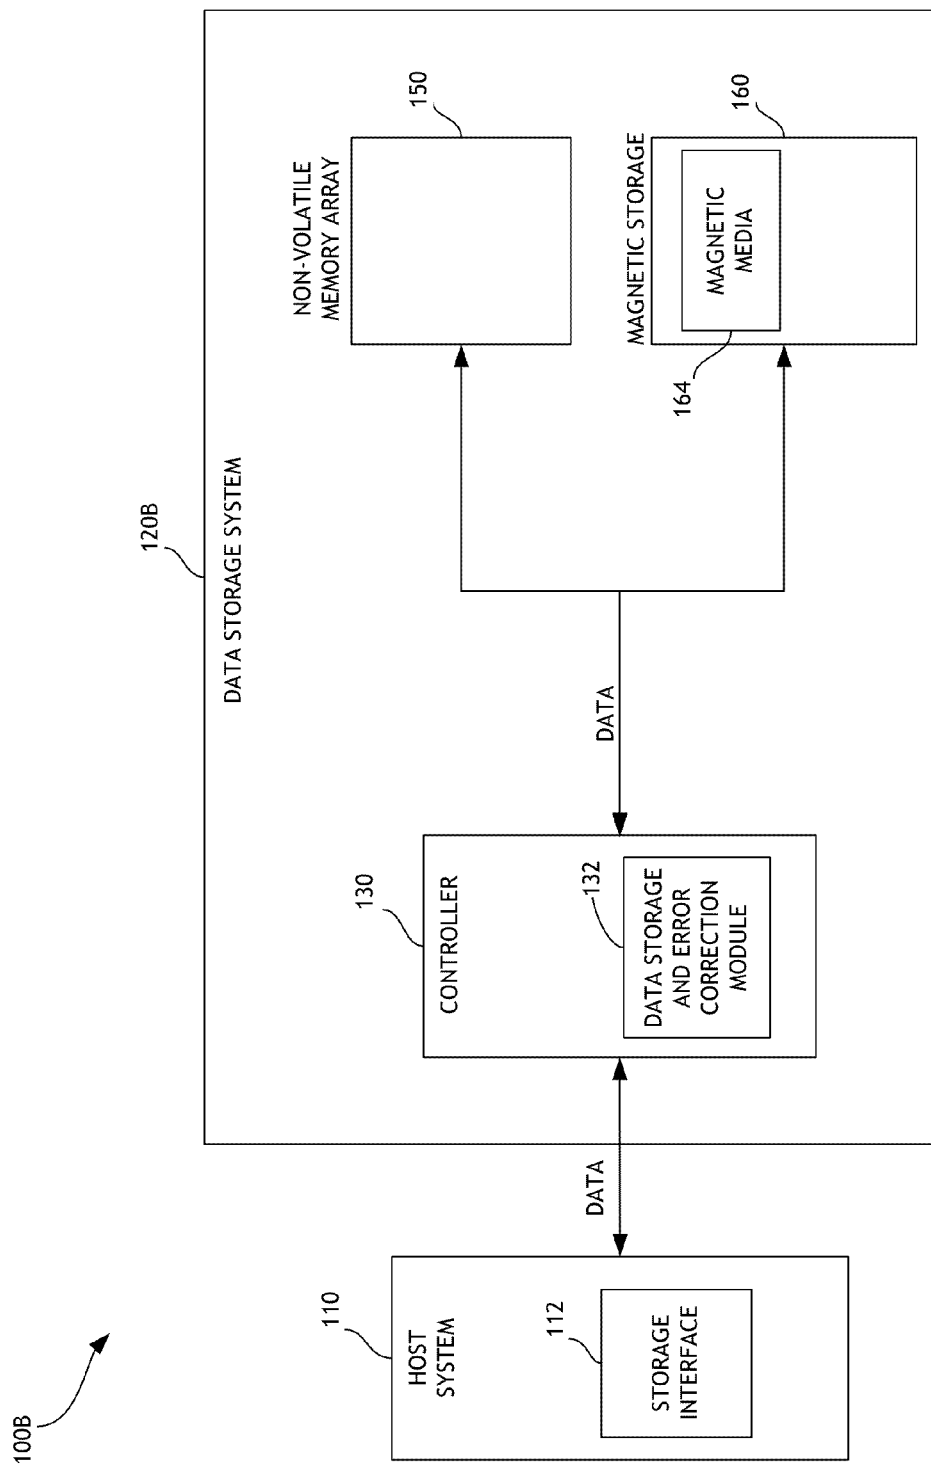 100B
120B
DATA STORAGE SYSTEM
110
HOST
SYSTEM
112
STORAGE
INTERFACE
DATA
130
CONTROLLER
132
DATA STORAGE
AND ERROR
CORRECTION
MODULE
DATA
NON-VOLATILE
MEMORY ARRAY
150
MAGNETIC STORAGE
160
MAGNETIC
MEDIA
164